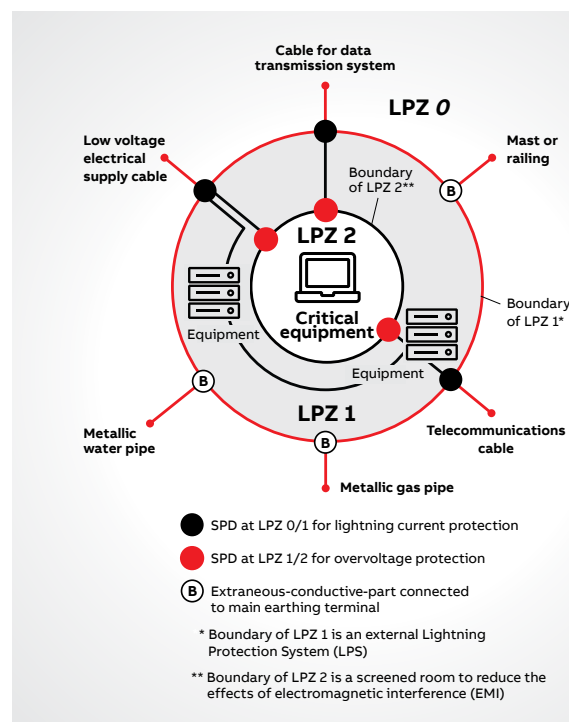 Cable for data
transmission system
LPZ 0
Low voltage
electrical
supply cable
Mast or
railing
Boundary
of LPZ 2**
B
LPZ 2
Critical
equipment
Equipment
Boundary
of LPZ 1*
Equipment
B
LPZ 1
Metallic
water pipe
B
Telecommunications
cable
Metallic gas pipe
SPD at LPZ 0/1 for lightning current protection
SPD at LPZ 1/2 for overvoltage protection
B Extraneous-conductive-part connected
to main earthing terminal
* Boundary of LPZ 1 is an external Lightning
Protection System (LPS)
** Boundary of LPZ 2 is a screened room to reduce the
effects of electromagnetic interference (EMI)